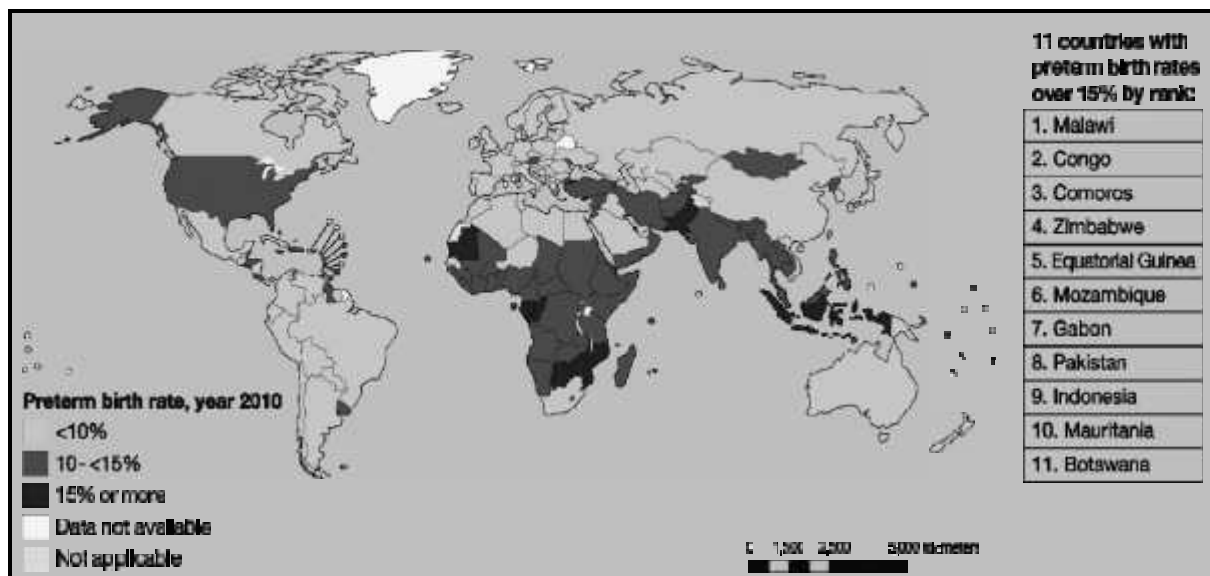 11 countries with
preterm birth rates
over 15% by rank:
1. Malawi
2. Congo
3. Comoros
4. Zimbabwe
5. Equatorial Guinea
6. Mozambique
7. Gabon
8. Pakistan
9. Indonesia
10. Mauritania
11. Botswana
Preterm birth rate, year 2010
<10%
10-<15%
15% or more
Data not available
Not applicable
0 1,500 5,000 kilometers